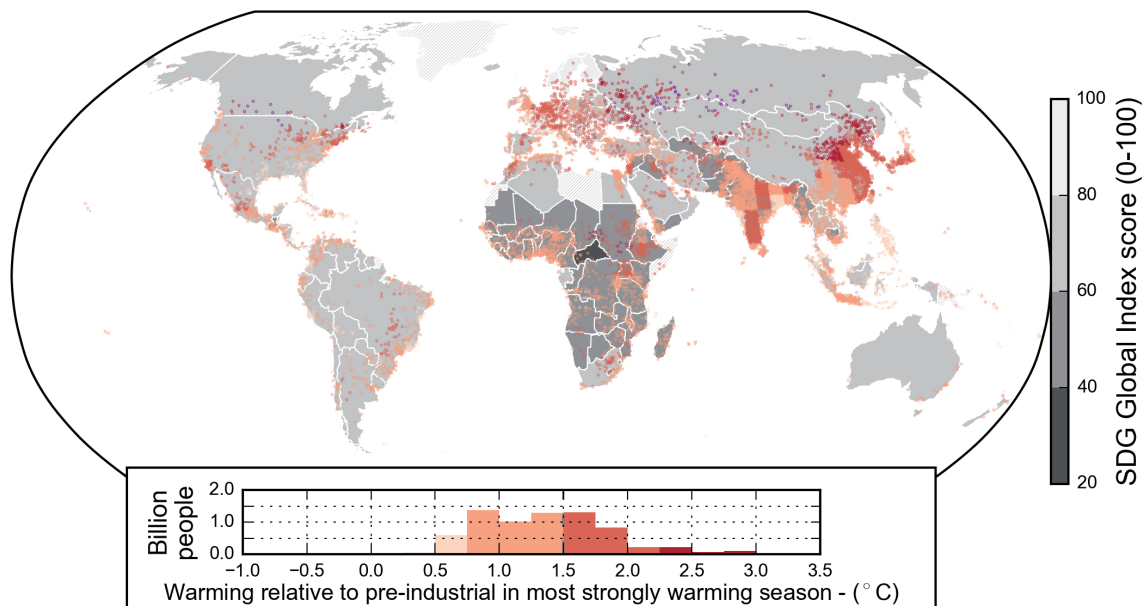 100
80
60
40
20
SDG Global Index score (0-100)
2.0
1.0
0.0
Billion
people
−1.0 −0.5 0.0 0.5 1.0 1.5 2.0 2.5 3.0 3.5
Warming relative to pre-industrial in most strongly warming season - (°C)